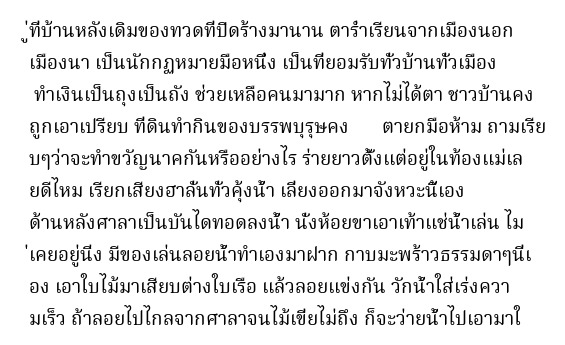 ู่ที่บ้านหลังเดิมของทวดที่ปิดร้างมานาน ตาร่ำเรียนจากเมืองนอก
เมืองนา เป็นนักกฏหมายมือหนึ่ง เป็นที่ยอมรับทั่วบ้านทั่วเมือง
ทำเงินเป็นถุงเป็นถัง ช่วยเหลือคนมามาก หากไม่ได้ตา ชาวบ้านคง
ถูกเอาเปรียบ ที่ดินทำกินของบรรพบุรุษคง ตายกมือห้าม ถามเรีย
บๆว่าจะทำขวัญนาคกันหรืออย่างไร ร่ายยาวตั้งแต่อยู่ในท้องแม่เล
ยดีไหม เรียกเสียงฮาลั่นทั่วคุ้งน้ำ เลี่ยงออกมาจังหวะนี้เอง
ด้านหลังศาลาเป็นบันไดทอดลงน้ำ นั่งห้อยขาเอาเท้าแช่น้ำเล่น ไม
่เคยอยู่นิ่ง มีของเล่นลอยน้ำทำเองมาฝาก กาบมะพร้าวธรรมดาๆนี่เ
อง เอาใบไม้มาเสียบต่างใบเรือ แล้วลอยแข่งกัน วักน้ำใส่เร่งควา
มเร็ว ถ้าลอยไปไกลจากศาลาจนไม้เขี่ยไม่ถึง ก็จะว่ายน้ำไปเอามาใ